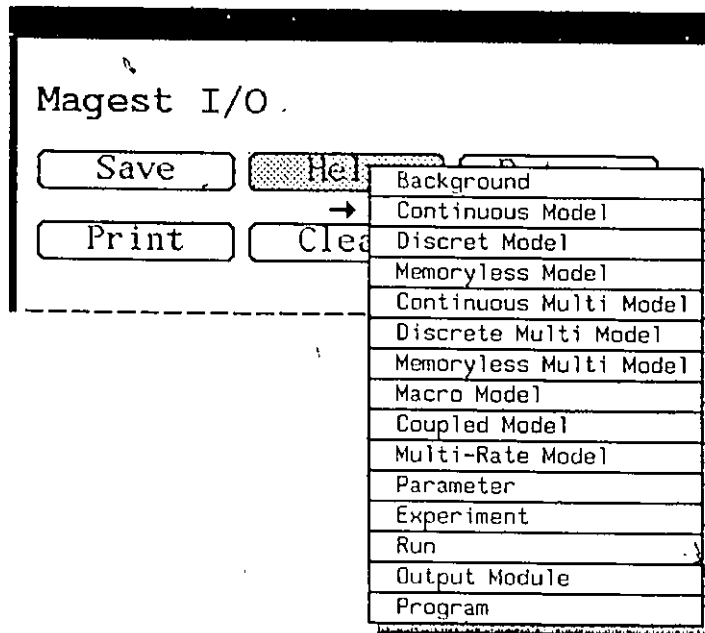 Magest I/O
Save
Print
Background
Continuous Model
Discret Model
Memoryless Model
Continuous Multi Model
Discrete Multi Model
Memoryless Multi Model
Macro Model
Coupled Model
Multi-Rate Model
Parameter
Experiment
Run
Output Module
Program